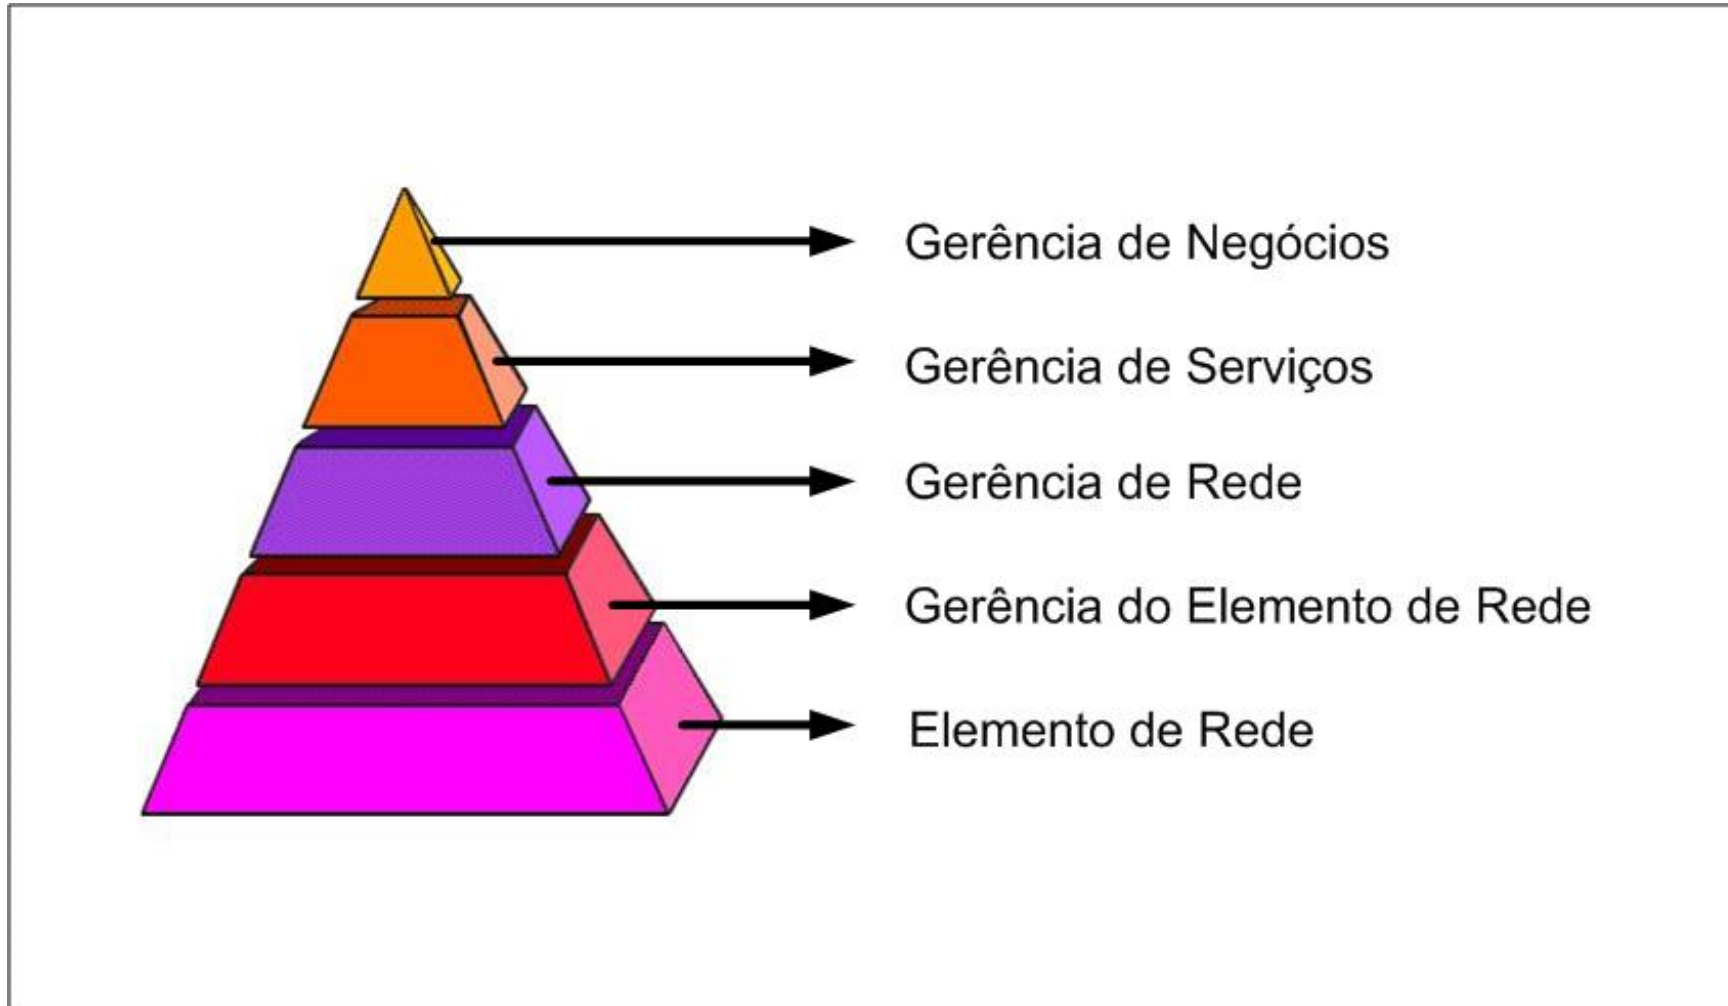 Gerência de Negócios
Gerência de Serviços
Gerência de Rede
Gerência do Elemento de Rede
Elemento de Rede